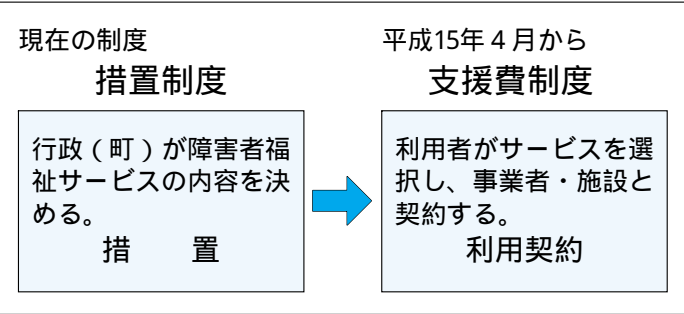 現在の制度
措置制度
行政（町）が障害者福
祉サービスの内容を決
める。
措　　置
平成15年４月から
支援費制度
利用者がサービスを選
択し、事業者・施設と
契約する。
利用契約